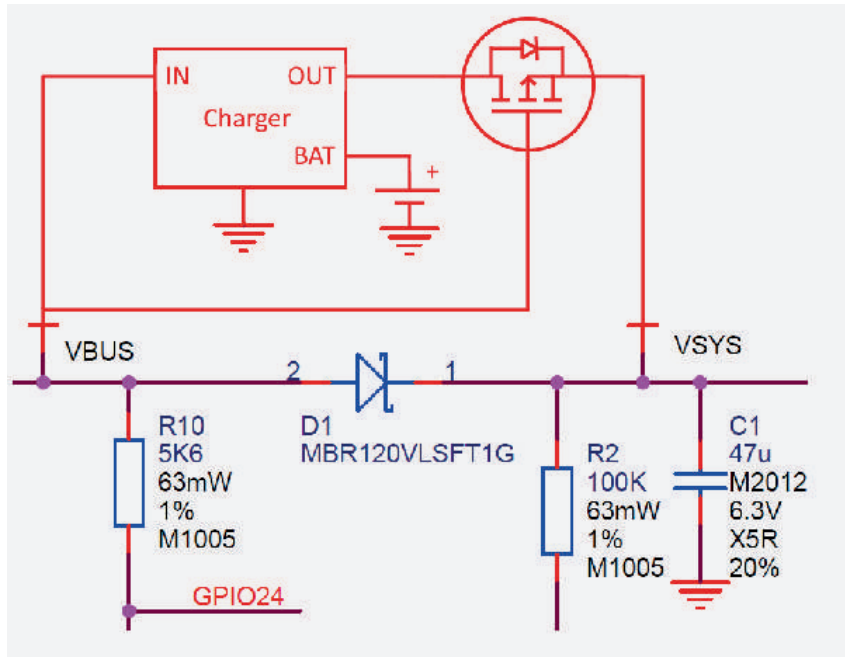 IN
OUT
Charger
BAT
+
VBUS
VSYS
2
1
R10
5K6
63mW
1%
M1005
D1
MBR120VLSFT1G
R2
100K
63mW
1%
M1005
C1
47u
M2012
6.3V
X5R
20%
GPIO24